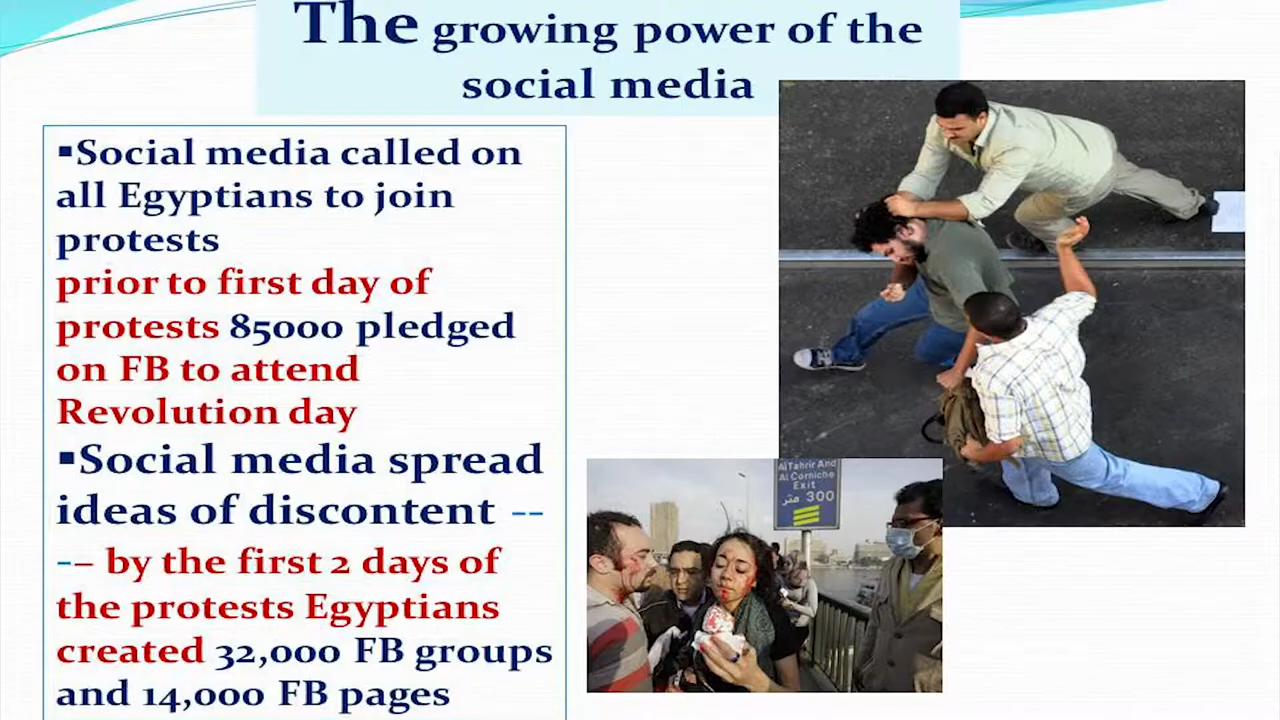 The growing power of the
social media
▪Social media called on
all Egyptians to join
protests
prior to first day of
protests 85000 pledged
on FB to attend
Revolution day
▪Social media spread
ideas of discontent --
-– by the first 2 days of
the protests Egyptians
created 32,000 FB groups
and 14,000 FB pages
Al Tahrir And
Al Corniche
Exit
300 متر